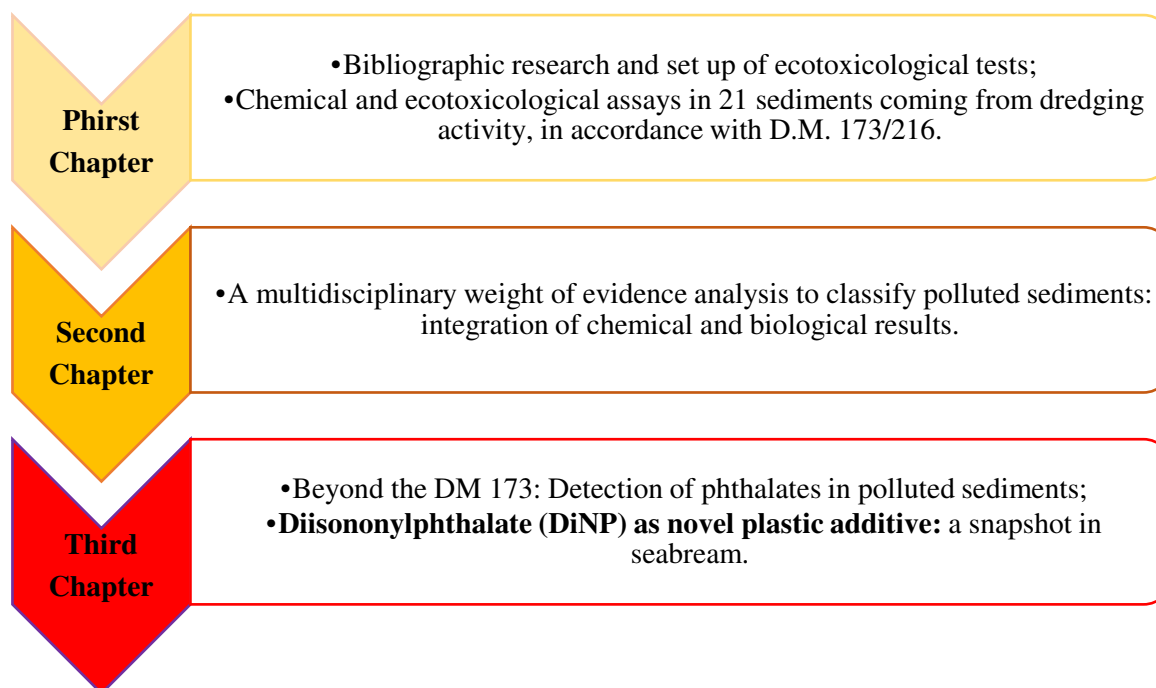 Phirst
Chapter
•Bibliographic research and set up of ecotoxicological tests;
•Chemical and ecotoxicological assays in 21 sediments coming from dredging
activity, in accordance with D.M. 173/216.
Second
Chapter
•A multidisciplinary weight of evidence analysis to classify polluted sediments:
integration of chemical and biological results.
Third
Chapter
•Beyond the DM 173: Detection of phthalates in polluted sediments;
•Diisononylphthalate (DiNP) as novel plastic additive: a snapshot in
seabream.